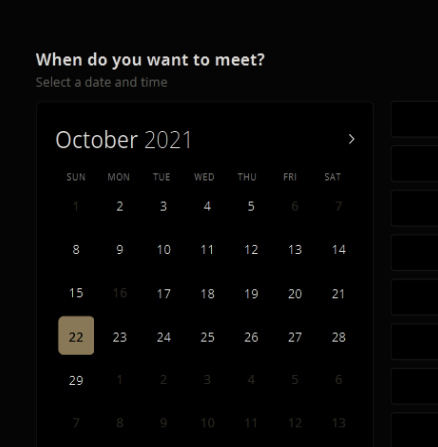 When do you want to meet?
Select a date and time
October 2021 >
SUN MON TUE WED THU FRI SAT
1 2 3 4 5 6 7
8 9 10 11 12 13 14
15 16 17 18 19 20 21
22 23 24 25 26 27 28
29 1 2 3 4 5 6
7 8 9 10 11 12 13